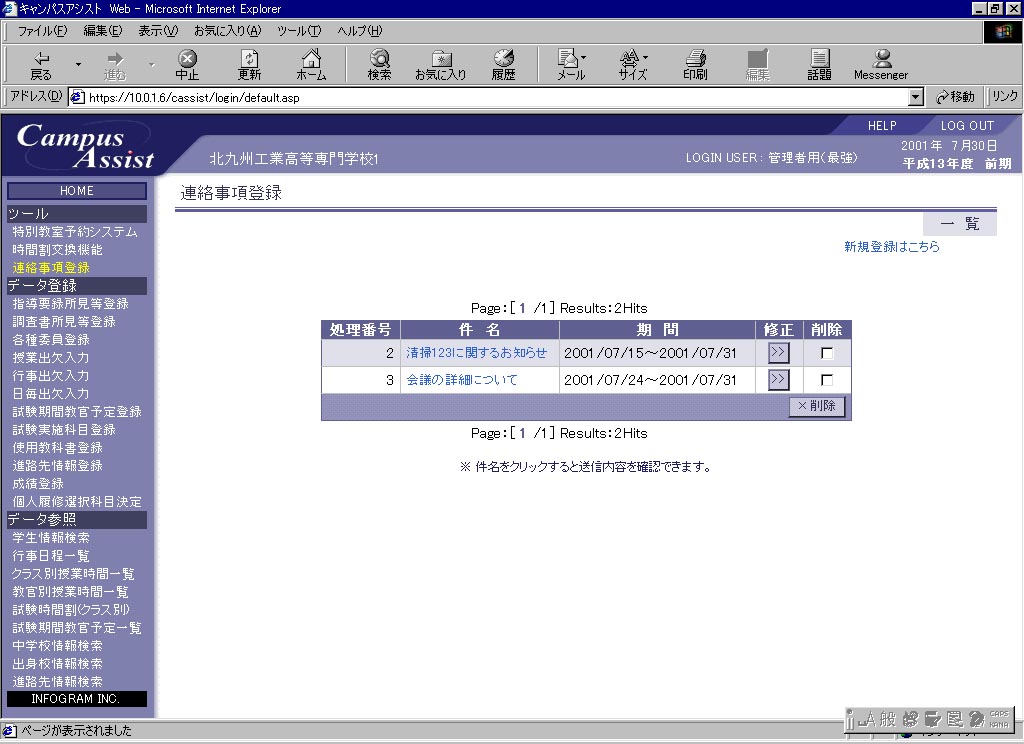 キャンパスアシスト Web - Microsoft Internet Explorer
ファイル(F) 編集(E) 表示(V) お気に入り(A) ツール(T) ヘルプ(H)
戻る 進む 中止 更新 ホーム 検索 お気に入り 履歴 メール サイズ 印刷 編集 話題 Messenger
アドレス(D) https://10.0.1.6/cassist/login/default.asp 移動 リンク
Campus Assist
HELP LOG OUT
北九州工業高等専門学校1
LOGIN USER : 管理者用(最強)
2001年 7月30日
平成13年度 前期
HOME
ツール
特別教室予約システム
時間割交換機能
連絡事項登録
データ登録
指導要録所見等登録
調査書所見等登録
各種委員登録
授業出欠入力
行事出欠入力
日毎出欠入力
試験期間教官予定登録
試験実施科目登録
使用教科書登録
進路先情報登録
成績登録
個人履修選択科目決定
データ参照
学生情報検索
行事日程一覧
クラス別授業時間一覧
教官別授業時間一覧
試験時間割(クラス別)
試験期間教官予定一覧
中学校情報検索
出身校情報検索
進路先情報検索
INFOGRAM INC.
連絡事項登録
一 覧
新規登録はこちら
Page:[ 1 /1] Results:2Hits
処理番号 件 名 期 間 修正 削除
2 清掃123に関するお知らせ 2001/07/15～2001/07/31 >>
3 会議の詳細について 2001/07/24～2001/07/31 >>
×削除
Page:[ 1 /1] Results:2Hits
※ 件名をクリックすると送信内容を確認できます。
ページが表示されました
A 般
CAPS
KANA